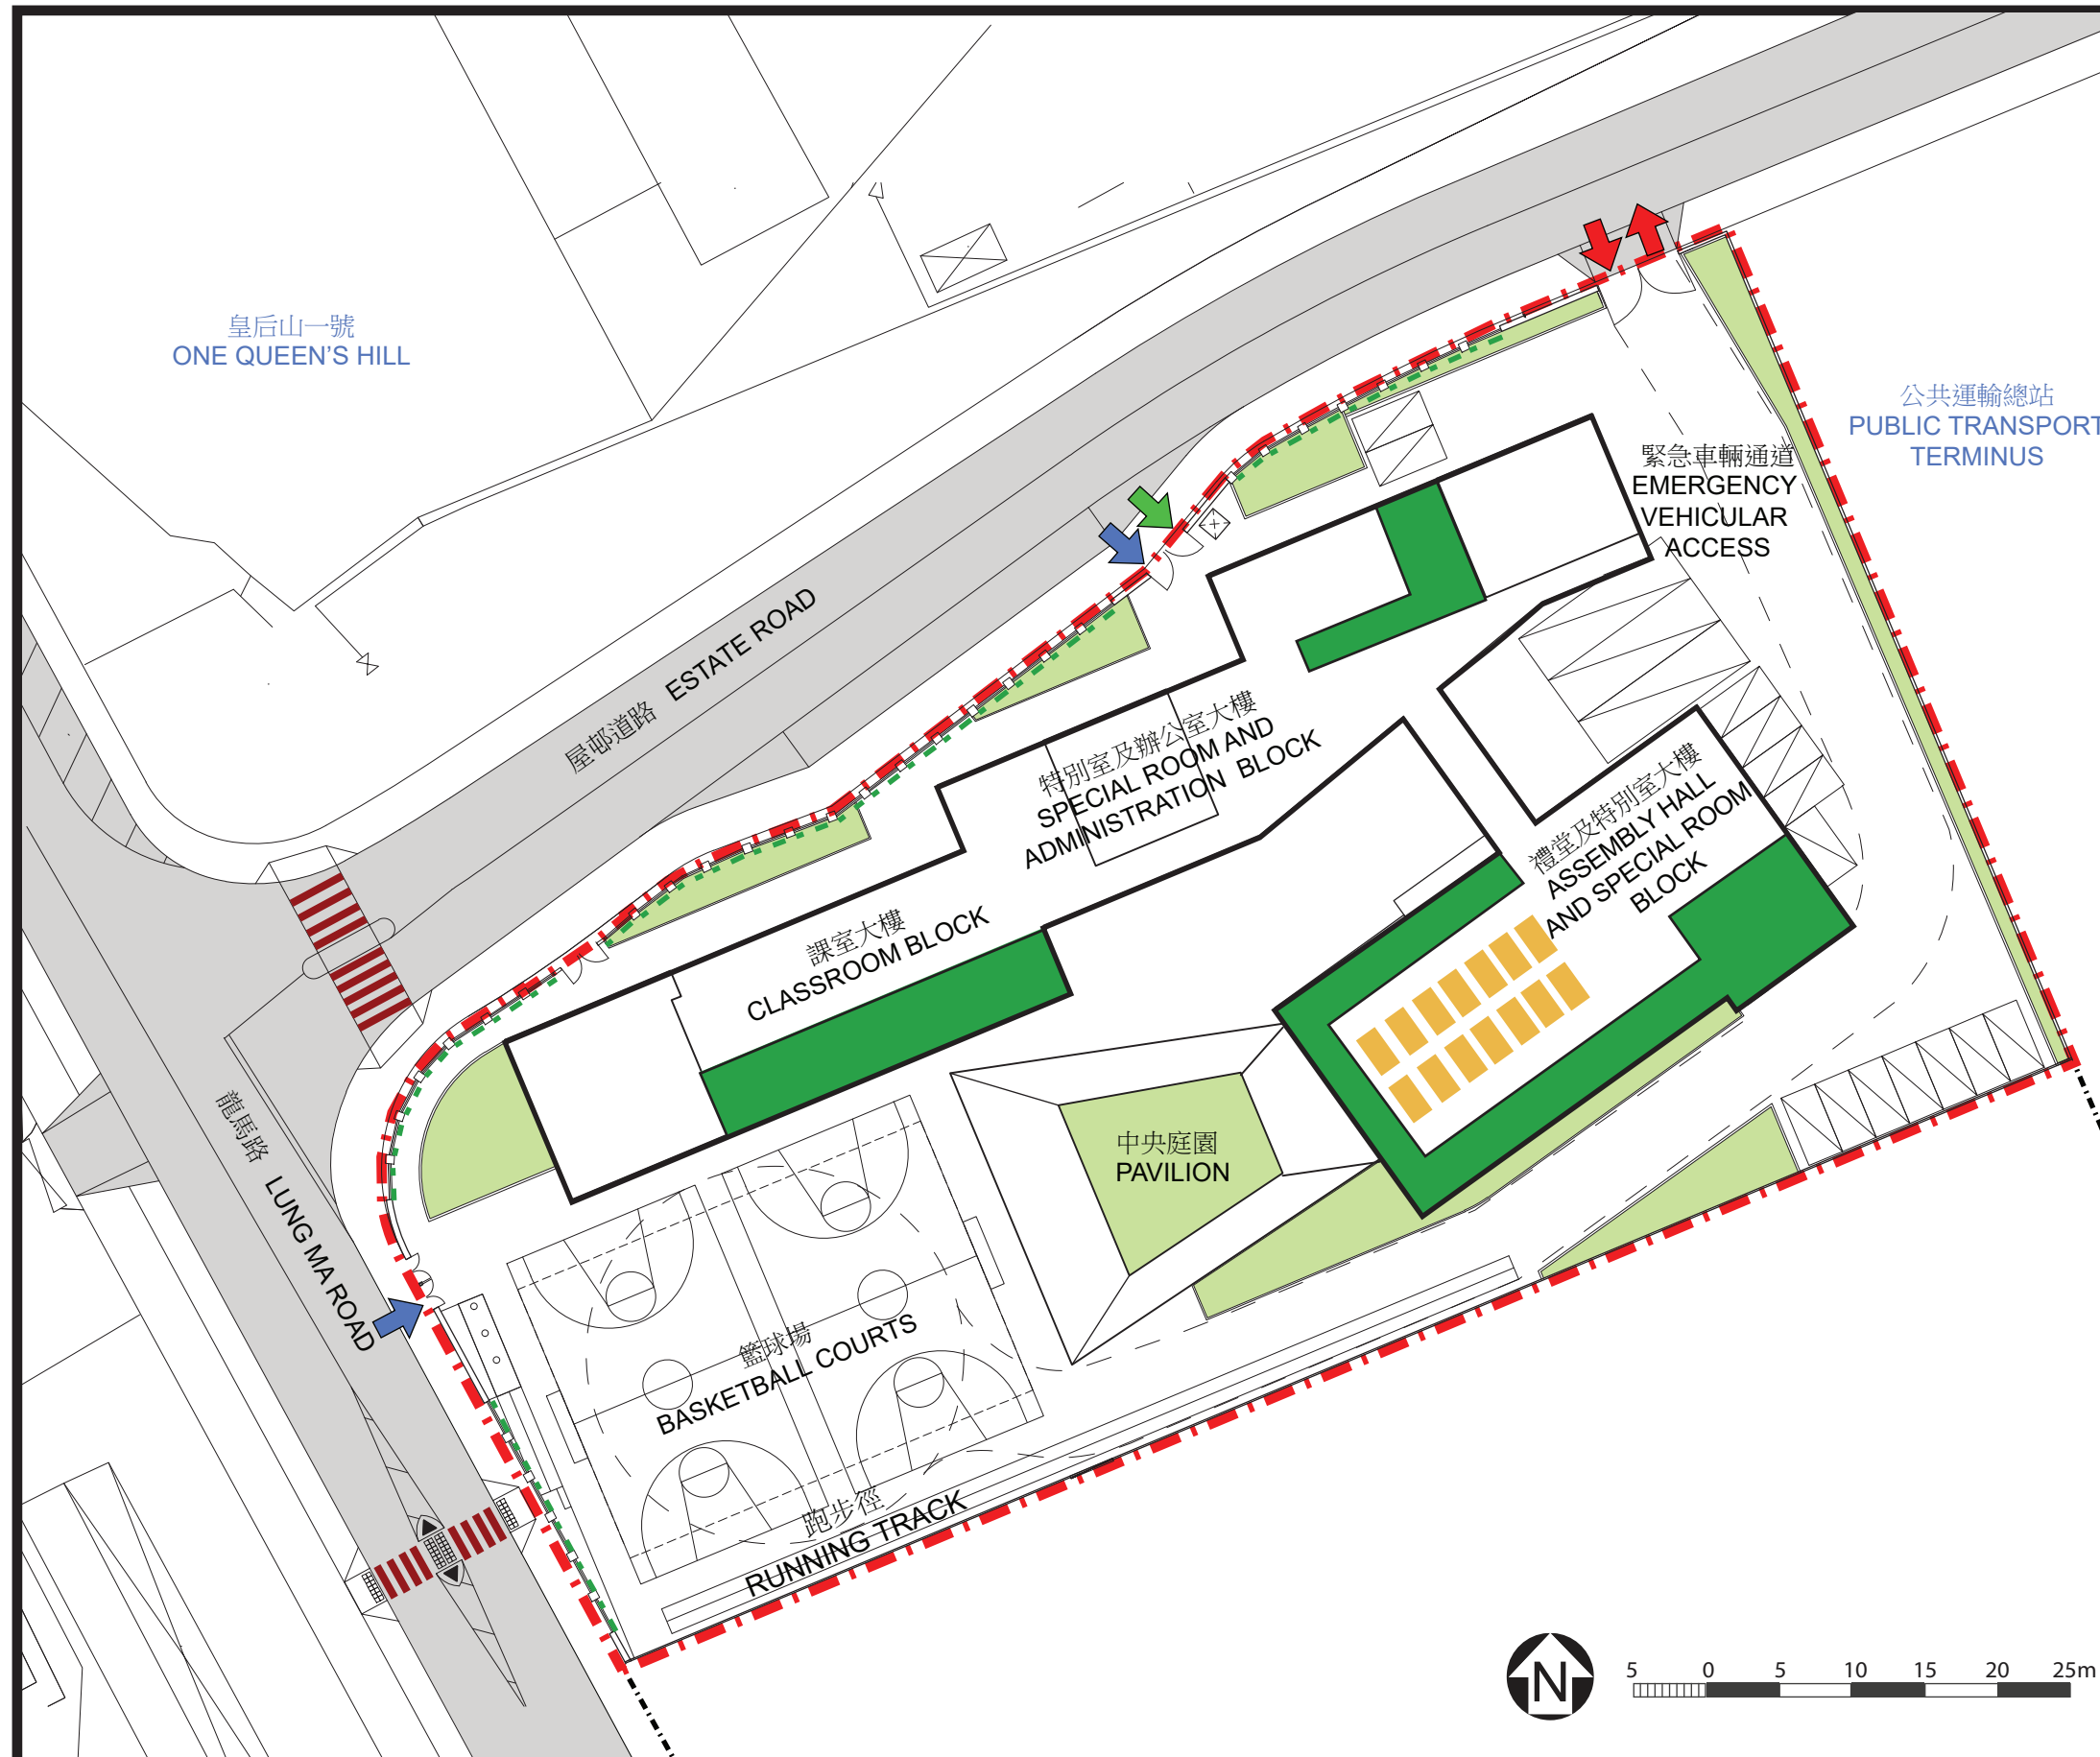 皇后山一號
ONE QUEEN'S HILL
公共運輸總站
PUBLIC TRANSPORT
TERMINUS
緊急車輛通道
EMERGENCY
VEHICULAR
ACCESS
屋邨道路 ESTATE ROAD
特別室及辦公室大樓
SPECIAL ROOM AND
ADMINISTRATION BLOCK
禮堂及特別室大樓
ASSEMBLY HALL
AND SPECIAL ROOM
BLOCK
課室大樓
CLASSROOM BLOCK
龍馬路 LUNG MA ROAD
中央庭園
PAVILION
籃球場
BASKETBALL COURTS
跑步徑
RUNNING TRACK
N
5 0 5 10 15 20 25m